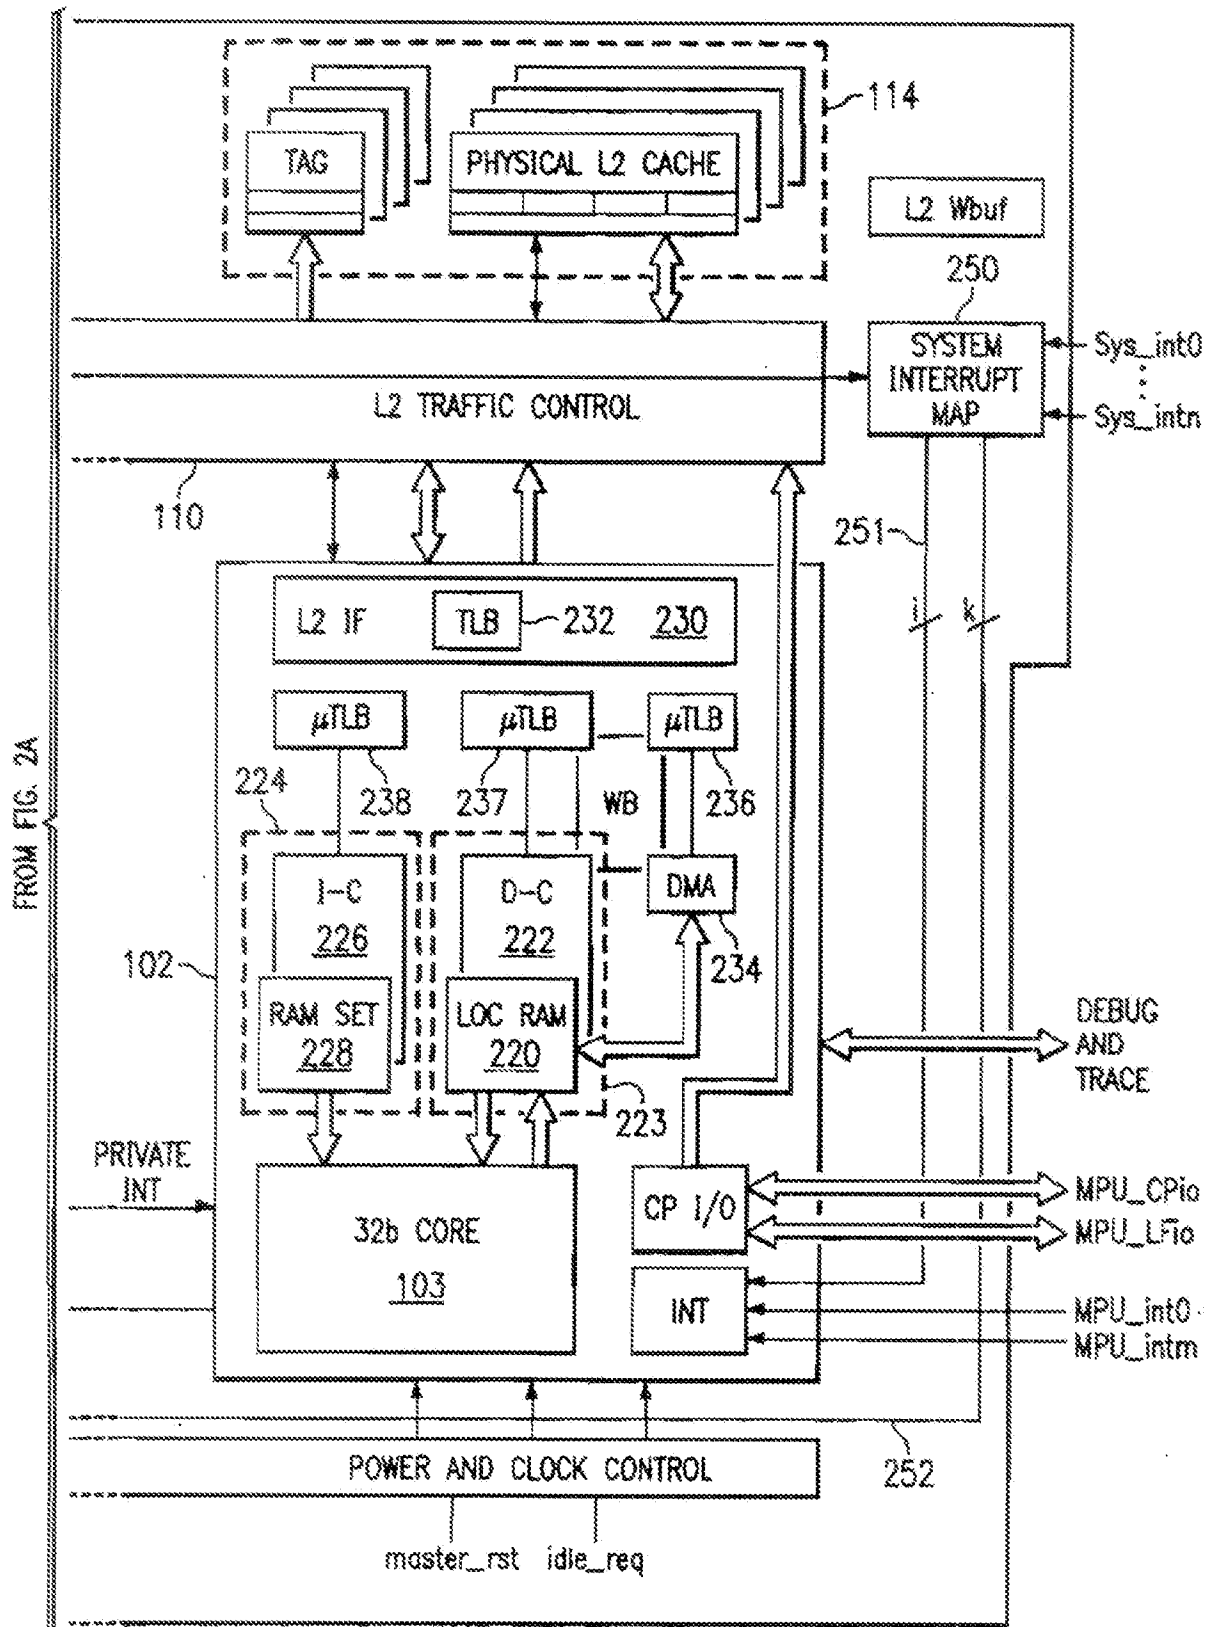 FROM FIG. 2A
114
TAG
PHYSICAL L2 CACHE
L2 Wbuf
250
SYSTEM
INTERRUPT
MAP
Sys_int0
Sys_intn
L2 TRAFFIC CONTROL
110
251
i
k
L2 IF
TLB
232
230
μTLB
μTLB
μTLB
224
238
237
WB
236
I-C
226
D-C
222
DMA
234
102
RAM SET
228
LOC RAM
220
223
DEBUG
AND
TRACE
PRIVATE
INT
32b CORE
103
CP I/O
MPU_CPio
MPU_LFio
INT
MPU_int0
MPU_intm
POWER AND CLOCK CONTROL
252
master_rst idle_req